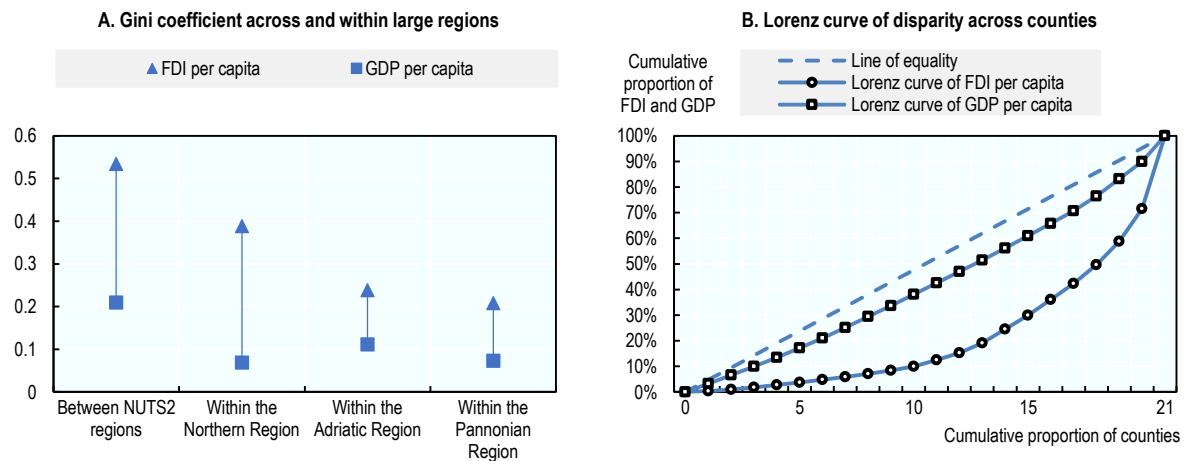 A. Gini coefficient across and within large regions
FDI per capita
GDP per capita
0.6
0.5
0.4
0.3
0.2
0.1
0
Between NUTS2
regions
Within the
Northern Region
Within the
Adriatic Region
Within the
Pannonian
Region
B. Lorenz curve of disparity across counties
Cumulative
proportion of
FDI and GDP
Line of equality
Lorenz curve of FDI per capita
Lorenz curve of GDP per capita
100%
90%
80%
70%
60%
50%
40%
30%
20%
10%
0%
0
5
10
15
21
Cumulative proportion of counties